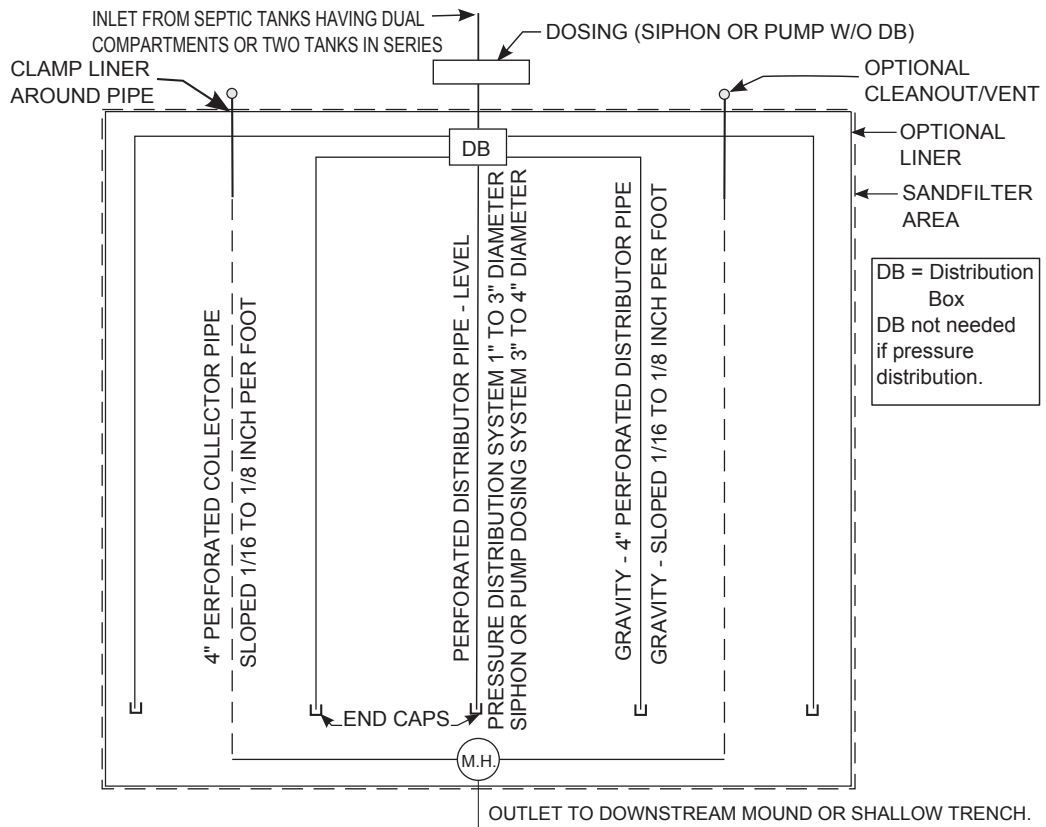 INLET FROM SEPTIC TANKS HAVING DUAL
COMPARTMENTS OR TWO TANKS IN SERIES
DOSING (SIPHON OR PUMP W/O DB)
CLAMP LINER
AROUND PIPE
OPTIONAL
CLEANOUT/VENT
DB
OPTIONAL
LINER
SANDFILTER
AREA
DB = Distribution
Box
DB not needed
if pressure
distribution.
4" PERFORATED COLLECTOR PIPE
SLOPED 1/16 TO 1/8 INCH PER FOOT
PERFORATED DISTRIBUTOR PIPE - LEVEL
PRESSURE DISTRIBUTION SYSTEM 1" TO 3" DIAMETER
SIPHON OR PUMP DOSING SYSTEM 3" TO 4" DIAMETER
GRAVITY - 4" PERFORATED DISTRIBUTOR PIPE
GRAVITY - SLOPED 1/16 TO 1/8 INCH PER FOOT
END CAPS
M.H.
OUTLET TO DOWNSTREAM MOUND OR SHALLOW TRENCH.